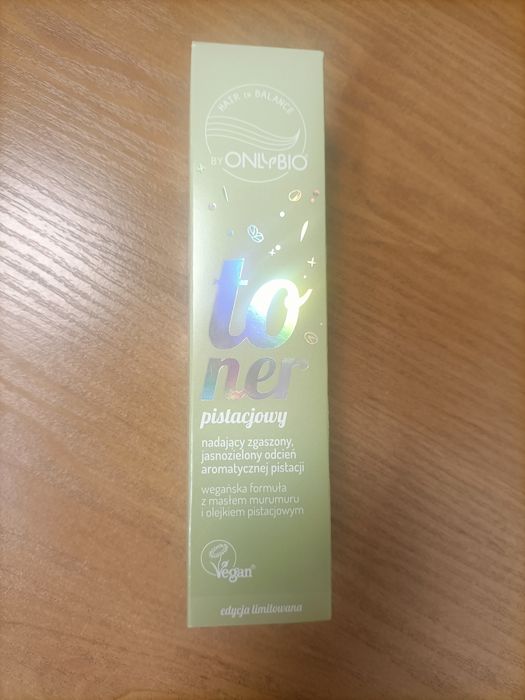 HAIR in BALANCE
BY ONLYBIO
to
ner
pistacjowy
nadający zgaszony,
jasnozielony odcień
aromatycznej pistacji
wegańska formuła
z masłem murumuru
i olejkiem pistacjowym
Vegan
edycja limitowana